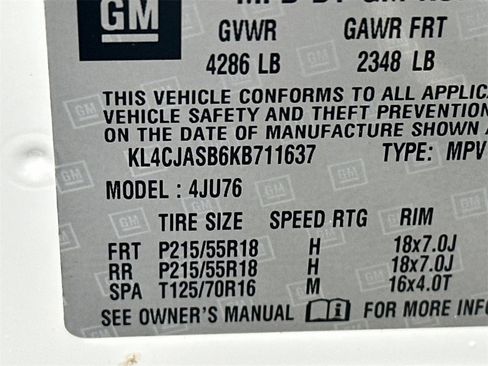 GM
GVWR GAWR FRT
4286 LB 2348 LB
THIS VEHICLE CONFORMS TO ALL
VEHICLE SAFETY AND THEFT PREVENTION
ON THE DATE OF MANUFACTURE SHOWN
KL4CJASB6KB711637 TYPE: MPV
MODEL : 4JU76
TIRE SIZE SPEED RTG RIM
FRT P215/55R18 H 18x7.0J
RR P215/55R18 H 18x7.0J
SPA T125/70R16 M 16x4.0T
SEE OWNER'S MANUAL FOR MORE